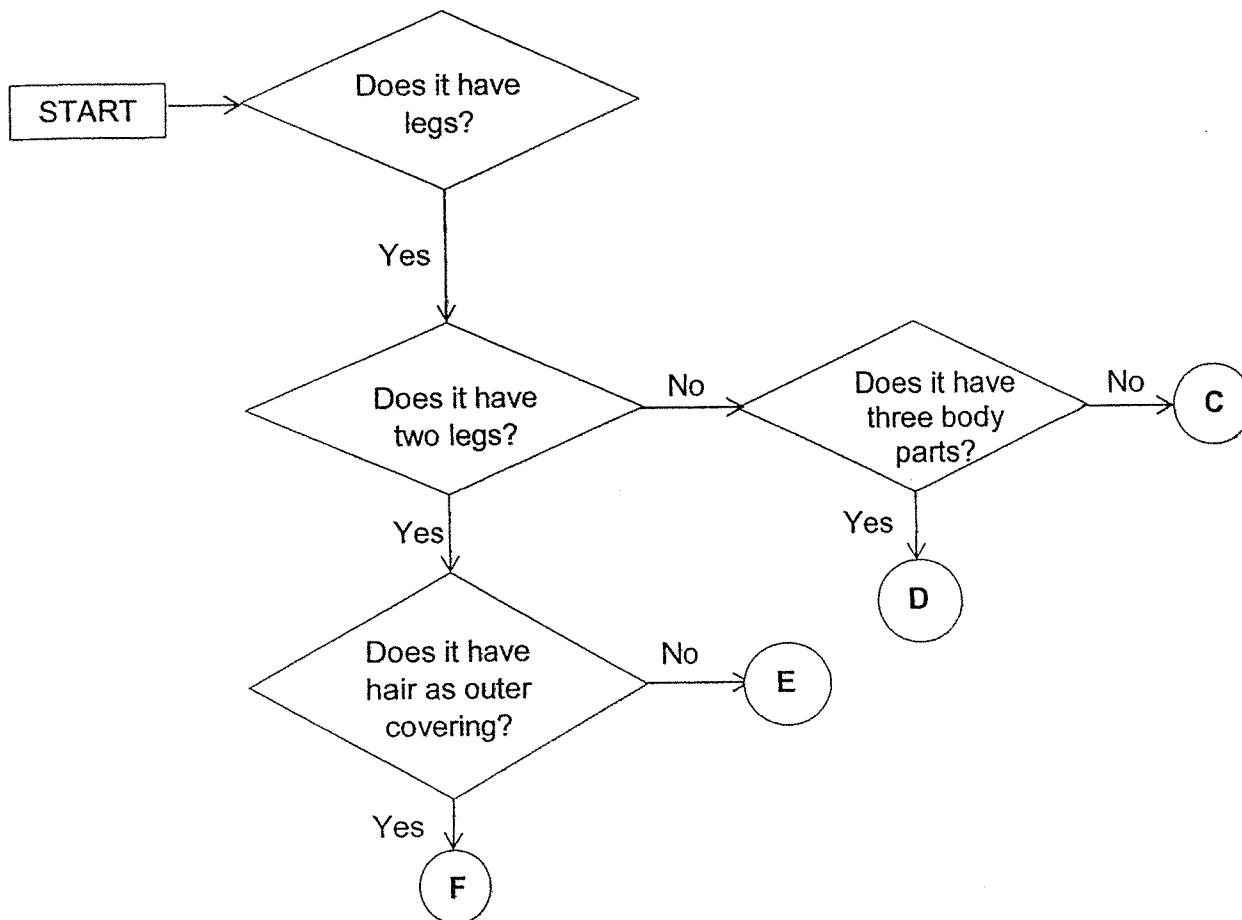 START
Does it have
legs?
Yes
Does it have
two legs?
No
Does it have
three body
parts?
No
C
Yes
Yes
D
Does it have
hair as outer
covering?
No
E
Yes
F